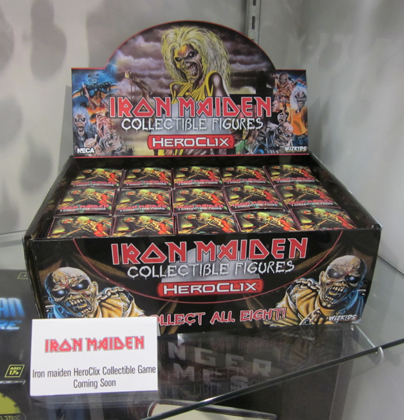 IRON MAIDEN
COLLECTIBLE FIGURES
HEROCLIX
NECA
WIZKIDS
IRON MAIDEN
COLLECTIBLE FIGURES
HEROCLIX
COLLECT ALL EIGHT!
WIZKIDS
IRON MAIDEN
Iron maiden HeroClix Collectible Game
Coming Soon